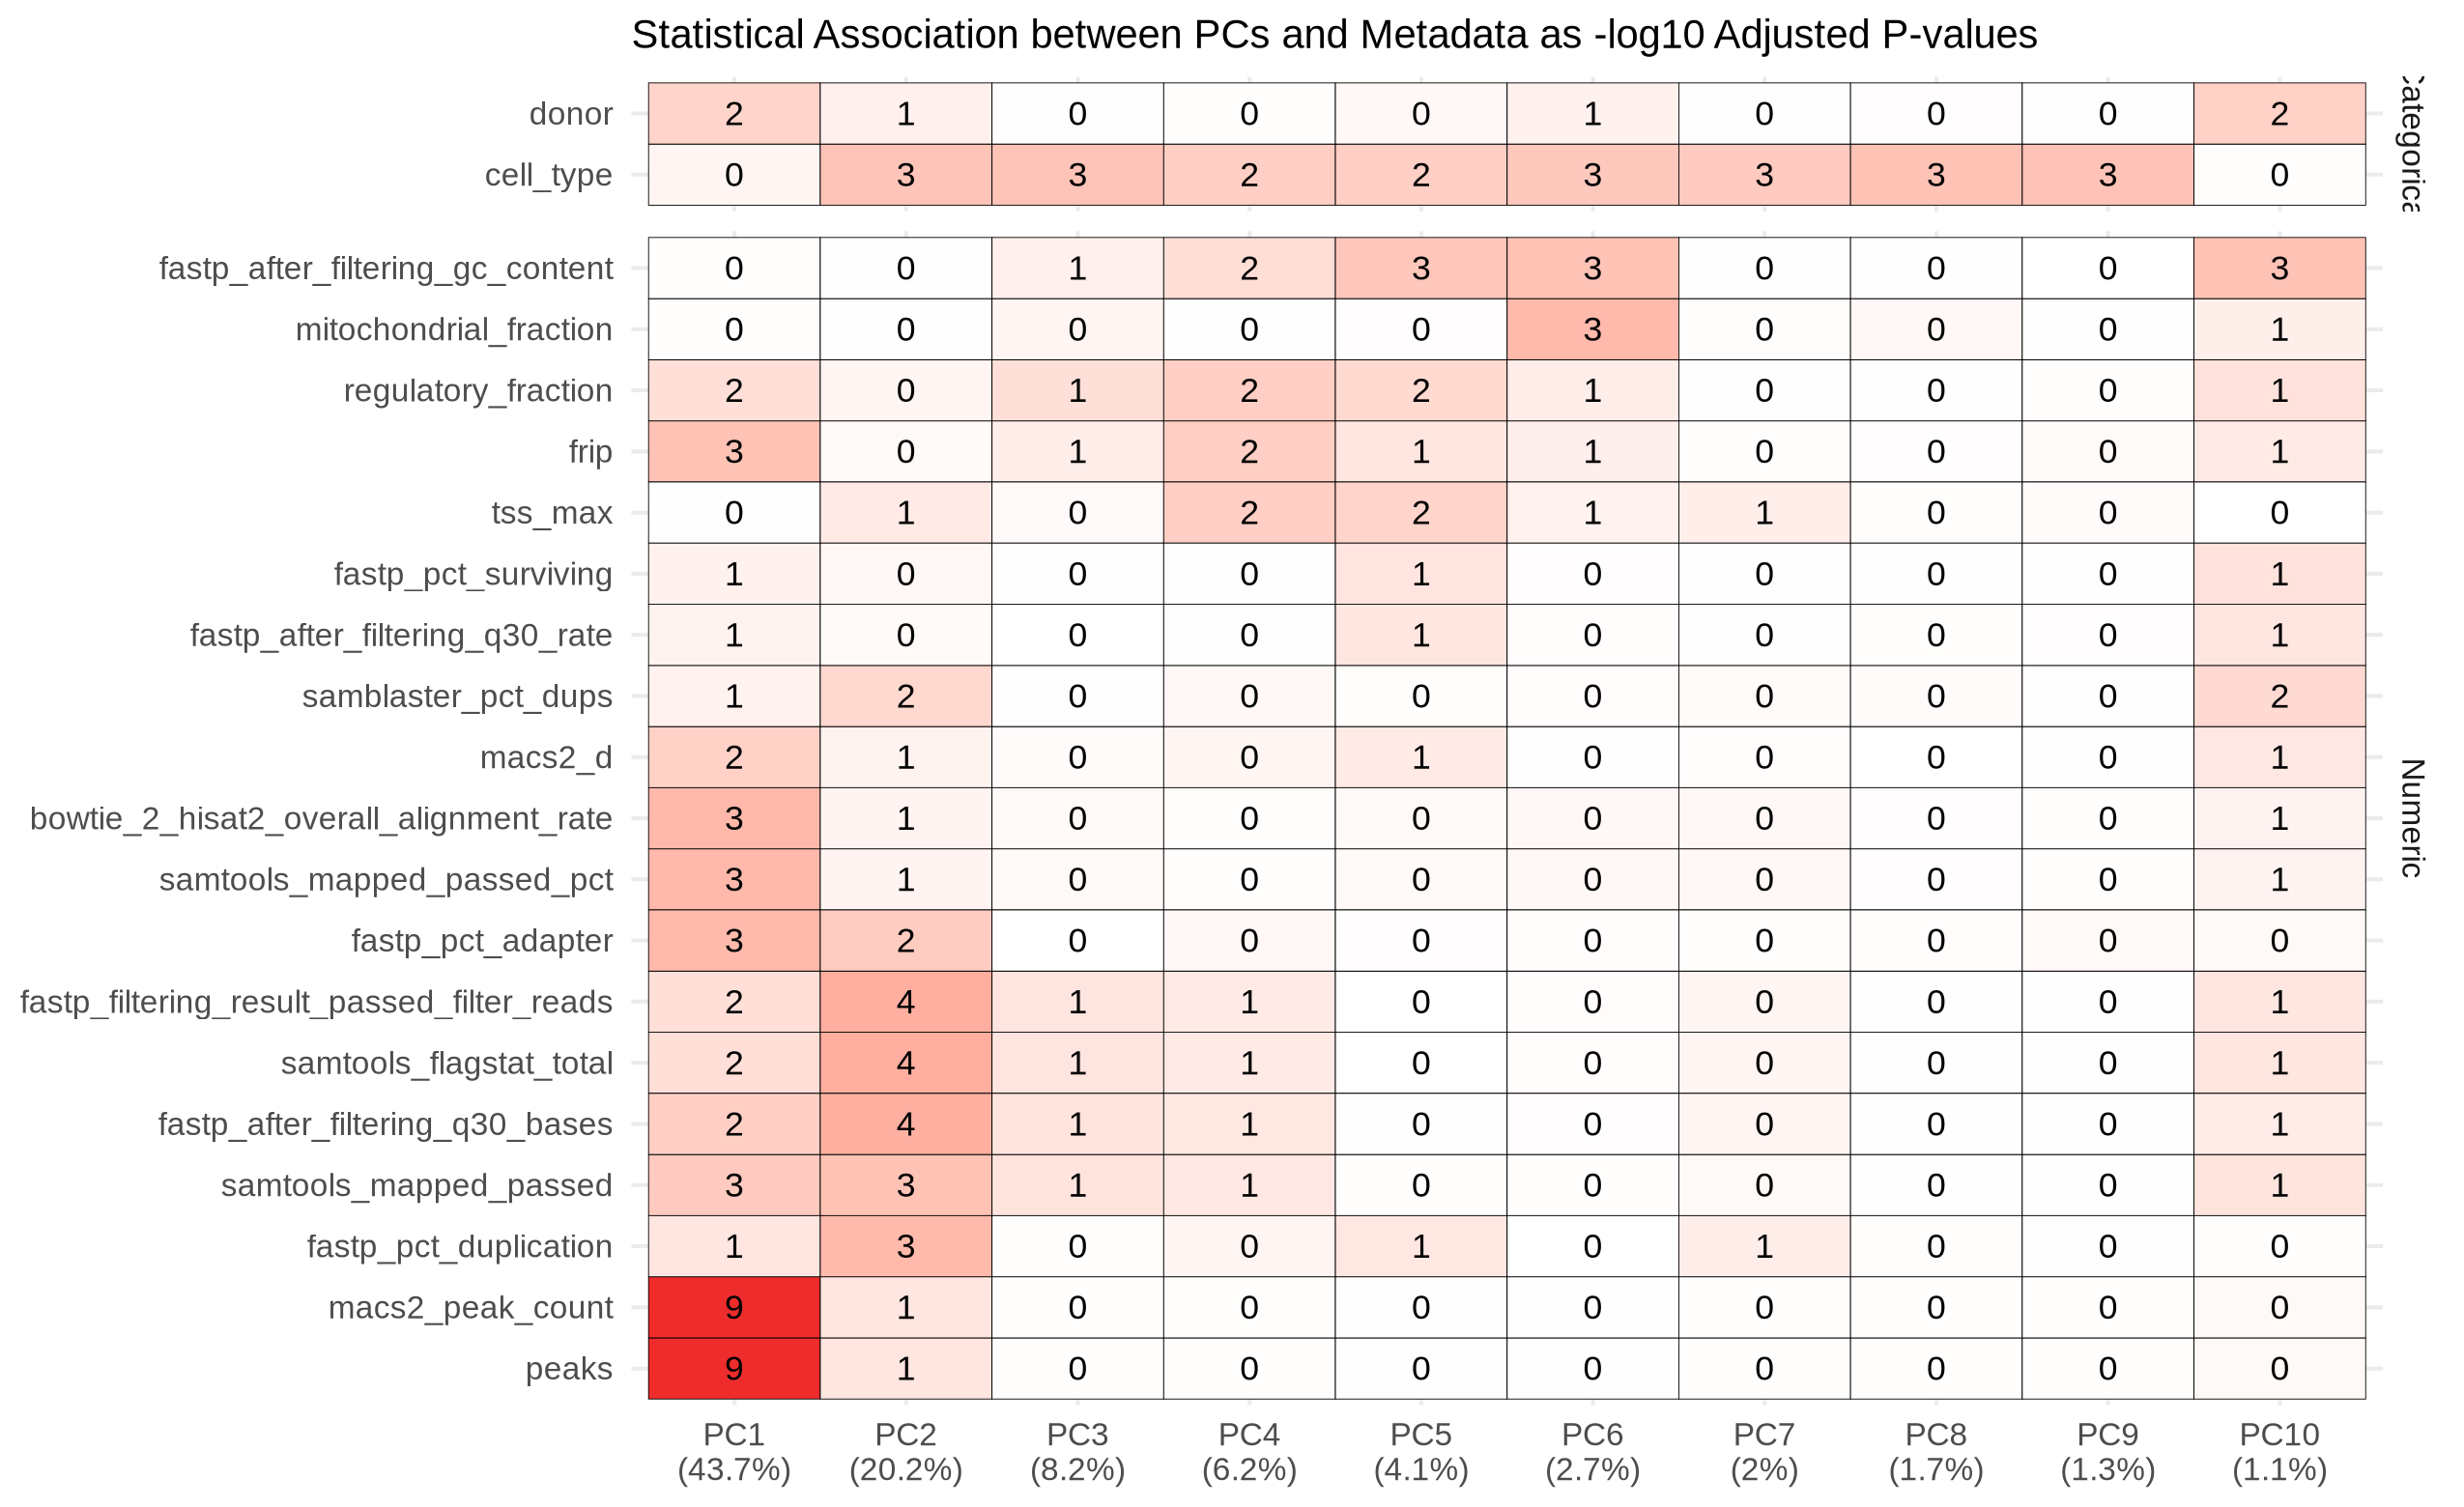 Statistical Association between PCs and Metadata as -log10 Adjusted P-values
donor 2 1 0 0 0 1 0 0 0 2
cell_type 0 3 3 2 2 3 3 3 3 0
Categorica
fastp_after_filtering_gc_content 0 0 1 2 3 3 0 0 0 3
mitochondrial_fraction 0 0 0 0 0 3 0 0 0 1
regulatory_fraction 2 0 1 2 2 1 0 0 0 1
frip 3 0 1 2 1 1 0 0 0 1
tss_max 0 1 0 2 2 1 1 0 0 0
fastp_pct_surviving 1 0 0 0 1 0 0 0 0 1
fastp_after_filtering_q30_rate 1 0 0 0 1 0 0 0 0 1
samblaster_pct_dups 1 2 0 0 0 0 0 0 0 2
macs2_d 2 1 0 0 1 0 0 0 0 1
bowtie_2_hisat2_overall_alignment_rate 3 1 0 0 0 0 0 0 0 1
samtools_mapped_passed_pct 3 1 0 0 0 0 0 0 0 1
fastp_pct_adapter 3 2 0 0 0 0 0 0 0 0
fastp_filtering_result_passed_filter_reads 2 4 1 1 0 0 0 0 0 1
samtools_flagstat_total 2 4 1 1 0 0 0 0 0 1
fastp_after_filtering_q30_bases 2 4 1 1 0 0 0 0 0 1
samtools_mapped_passed 3 3 1 1 0 0 0 0 0 1
fastp_pct_duplication 1 3 0 0 1 0 1 0 0 0
macs2_peak_count 9 1 0 0 0 0 0 0 0 0
peaks 9 1 0 0 0 0 0 0 0 0
Numeric
PC1 PC2 PC3 PC4 PC5 PC6 PC7 PC8 PC9 PC10
(43.7%) (20.2%) (8.2%) (6.2%) (4.1%) (2.7%) (2%) (1.7%) (1.3%) (1.1%)